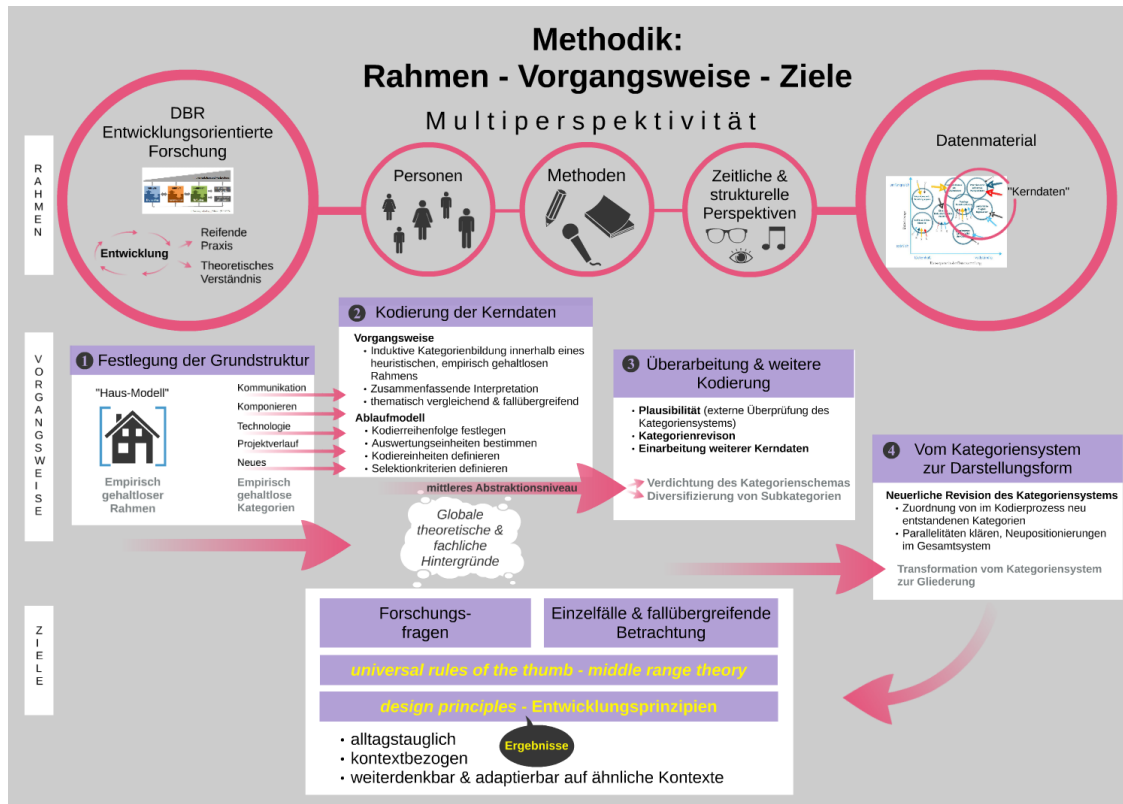 Methodik:
Rahmen - Vorgangsweise - Ziele
Multiperspektivität
RAHMEN
DBR
Entwicklungsorientierte
Forschung
Entwicklung
Reifende
Praxis
Theoretisches
Verständnis
Personen
Methoden
Zeitliche &
strukturelle
Perspektiven
Datenmaterial
"Kerndaten"
VORGANGSWEISE
1 Festlegung der Grundstruktur
"Haus-Modell"
Empirisch
gehaltloser
Rahmen
Kommunikation
Komponieren
Technologie
Projektverlauf
Neues
Empirisch
gehaltlose
Kategorien
2 Kodierung der Kerndaten
Vorgangsweise
• Induktive Kategorienbildung innerhalb eines
heuristischen, empirisch gehaltlosen
Rahmens
• Zusammenfassende Interpretation
• thematisch vergleichend & fallübergreifend
Ablaufmodell
• Kodierreihenfolge festlegen
• Auswertungseinheiten bestimmen
• Kodiereinheiten definieren
• Selektionkriterien definieren
mittleres Abstraktionsniveau
Globale
theoretische &
fachliche
Hintergründe
3 Überarbeitung & weitere
Kodierung
• Plausibilität (externe Überprüfung des
Kategoriensystems)
• Kategorienrevison
• Einarbeitung weiterer Kerndaten
Verdichtung des Kategorienschemas
Diversifizierung von Subkategorien
4 Vom Kategoriensystem
zur Darstellungsform
Neuerliche Revision des Kategoriensystems
• Zuordnung von im Kodierprozess neu
entstandenen Kategorien
• Parallelitäten klären, Neupositionierungen
im Gesamtsystem
Transformation vom Kategoriensystem
zur Gliederung
ZIELE
Forschungs-
fragen
Einzelfälle & fallübergreifende
Betrachtung
universal rules of the thumb - middle range theory
design principles - Entwicklungsprinzipien
Ergebnisse
• alltagstauglich
• kontextbezogen
• weiterdenkbar & adaptierbar auf ähnliche Kontexte